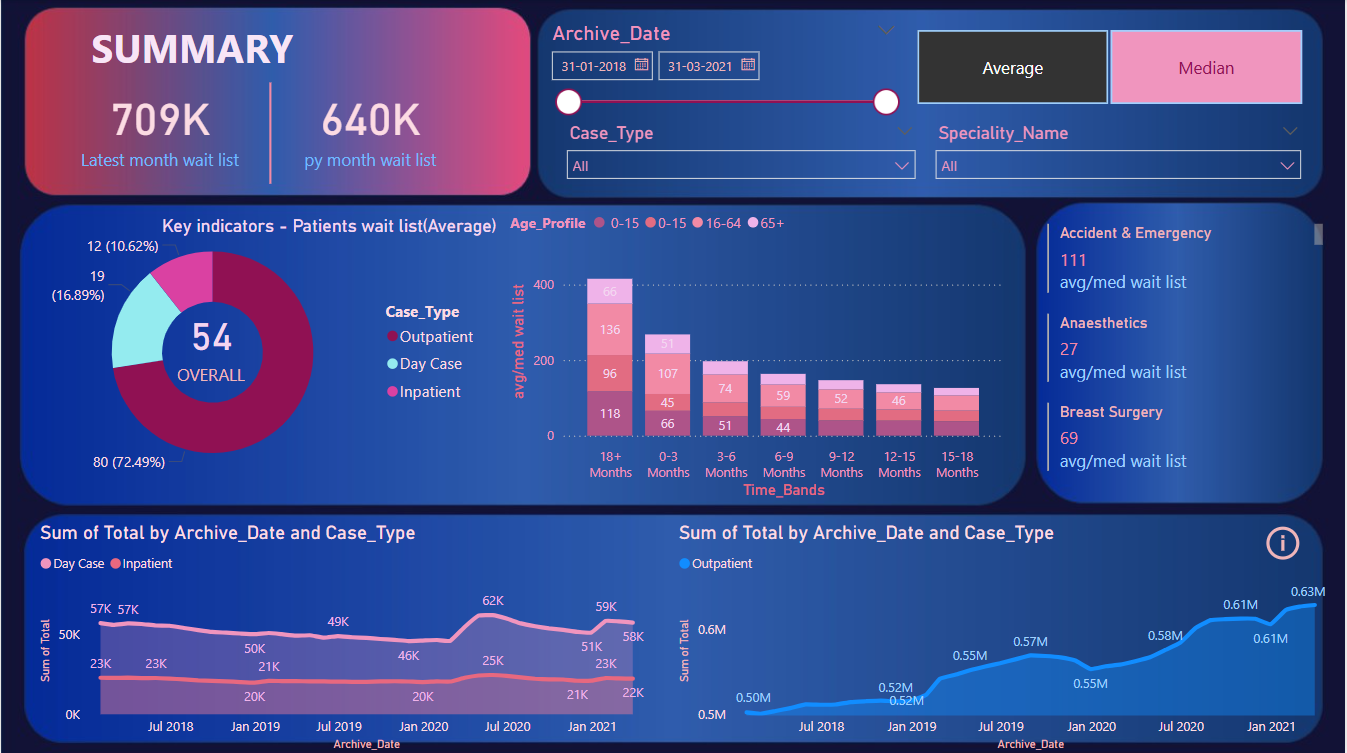 SUMMARY
709K
Latest month wait list
640K
py month wait list
Archive_Date
31-01-2018
31-03-2021
Average
Median
Case_Type
All
Speciality_Name
All
Key indicators - Patients wait list(Average)
12 (10.62%)
19
(16.89%)
54
OVERALL
80 (72.49%)
Case_Type
Outpatient
Day Case
Inpatient
Age_Profile 0-15 0-15 16-64 65+
avg/med wait list
400
200
0
66
136
96
118
51
107
45
66
74
51
59
44
52
46
18+
Months
0-3
Months
3-6
Months
6-9
Months
9-12
Months
12-15
Months
15-18
Months
Time_Bands
Accident & Emergency
111
avg/med wait list
Anaesthetics
27
avg/med wait list
Breast Surgery
69
avg/med wait list
Sum of Total by Archive_Date and Case_Type
Day Case Inpatient
Sum of Total
50K
0K
57K 57K
50K
49K
46K
62K
51K
59K
58K
23K
23K
20K
21K
20K
25K
21K
23K
22K
Jul 2018 Jan 2019 Jul 2019 Jan 2020 Jul 2020 Jan 2021
Archive_Date
Sum of Total by Archive_Date and Case_Type
i
Outpatient
Sum of Total
0.6M
0.5M
0.50M
0.52M
0.52M
0.55M
0.57M
0.55M
0.58M
0.61M
0.61M
0.63M
Jul 2018 Jan 2019 Jul 2019 Jan 2020 Jul 2020 Jan 2021
Archive_Date